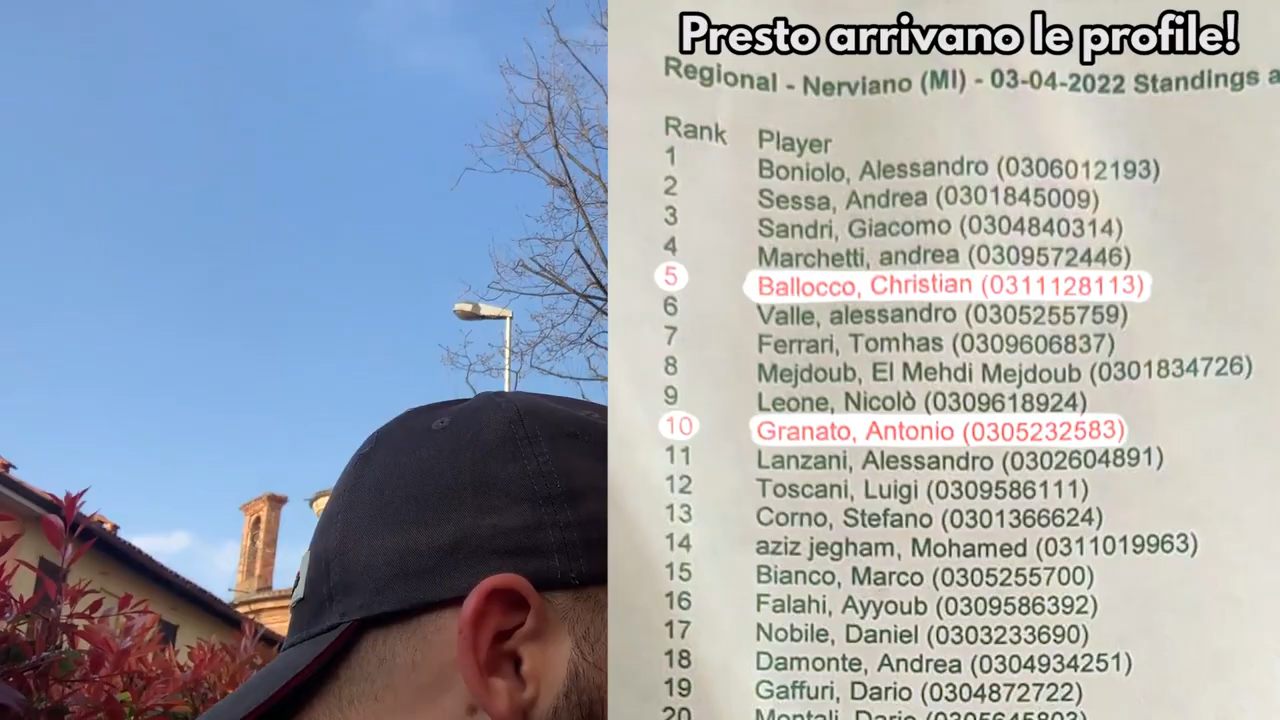 Presto arrivano le profile!
Regional - Nerviano (MI) - 03-04-2022 Standings a
Rank Player
1 Boniolo, Alessandro (0306012193)
2 Sessa, Andrea (0301845009)
3 Sandri, Giacomo (0304840314)
4 Marchetti, andrea (0309572446)
5 Ballocco, Christian (0311128113)
6 Valle, alessandro (0305255759)
7 Ferrari, Tomhas (0309606837)
8 Mejdoub, El Mehdi Mejdoub (0301834726)
9 Leone, Nicolò (0309618924)
10 Granato, Antonio (0305232583)
11 Lanzani, Alessandro (0302604891)
12 Toscani, Luigi (0309586111)
13 Corno, Stefano (0301366624)
14 aziz jegham, Mohamed (0311019963)
15 Bianco, Marco (0305255700)
16 Falahi, Ayyoub (0309586392)
17 Nobile, Daniel (0303233690)
18 Damonte, Andrea (0304934251)
19 Gaffuri, Dario (0304872722)
20 Montali, Dario (0305645803)